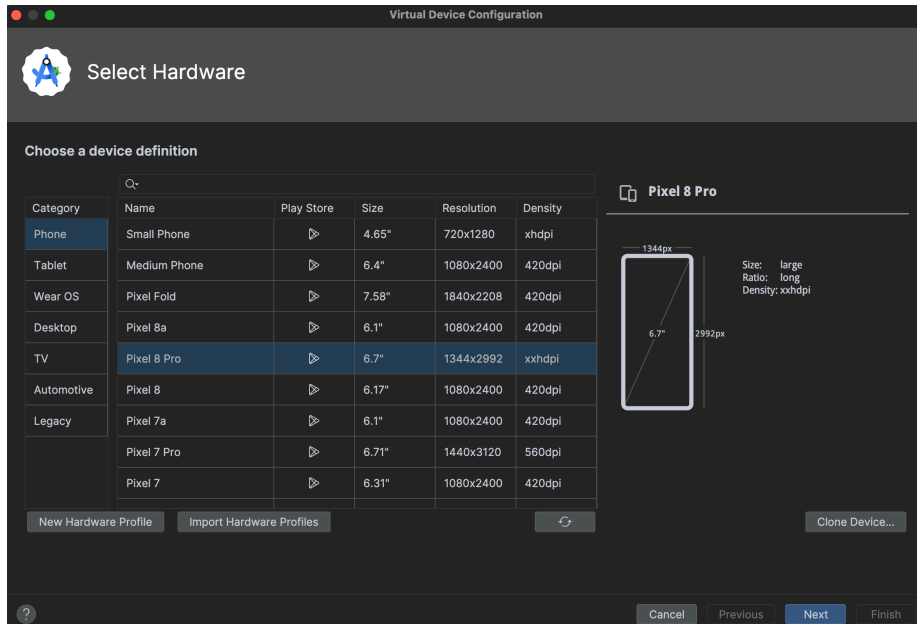 Virtual Device Configuration
Select Hardware
Choose a device definition
Category
Phone
Tablet
Wear OS
Desktop
TV
Automotive
Legacy
Name Play Store Size Resolution Density
Small Phone 4.65" 720x1280 xhdpi
Medium Phone 6.4" 1080x2400 420dpi
Pixel Fold 7.58" 1840x2208 420dpi
Pixel 8a 6.1" 1080x2400 420dpi
Pixel 8 Pro 6.7" 1344x2992 xxhdpi
Pixel 8 6.17" 1080x2400 420dpi
Pixel 7a 6.1" 1080x2400 420dpi
Pixel 7 Pro 6.71" 1440x3120 560dpi
Pixel 7 6.31" 1080x2400 420dpi
Pixel 8 Pro
1344px
6.7"
2992px
Size: large
Ratio: long
Density: xxhdpi
New Hardware Profile Import Hardware Profiles
Clone Device...
? Cancel Previous Next Finish